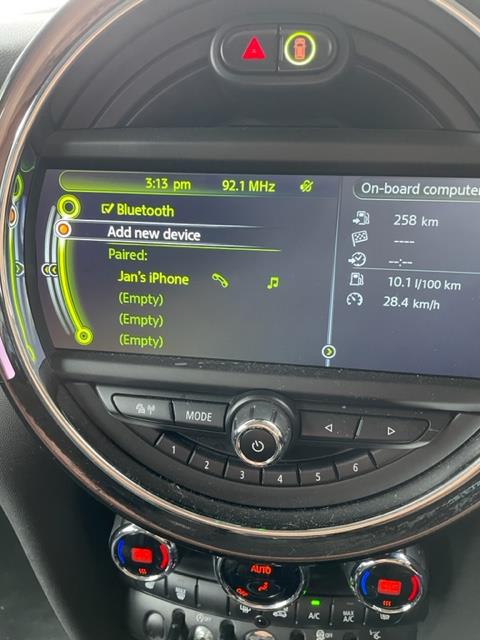 3:13 pm 92.1 MHz
Bluetooth
Add new device
Paired:
Jan's iPhone
(Empty)
(Empty)
(Empty)
On-board computer
258 km
----
--:--
10.1 l/100 km
28.4 km/h
MODE
1 2 3 4 5 6
AUTO
A/C
MAX
A/C